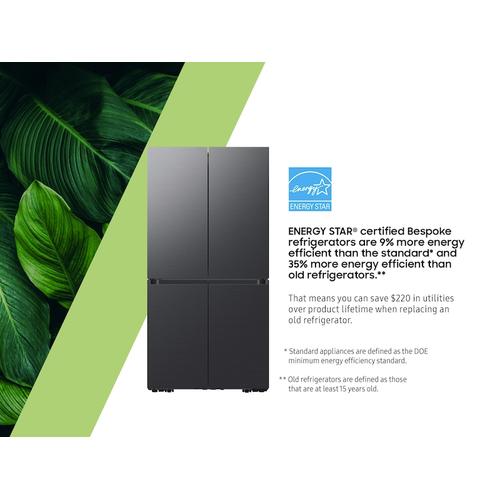 energy
ENERGY STAR
ENERGY STAR® certified Bespoke
refrigerators are 9% more energy
efficient than the standard* and
35% more energy efficient than
old refrigerators.**
That means you can save $220 in utilities
over product lifetime when replacing an
old refrigerator.
* Standard appliances are defined as the DOE
minimum energy efficiency standard.
** Old refrigerators are defined as those
that are at least 15 years old.